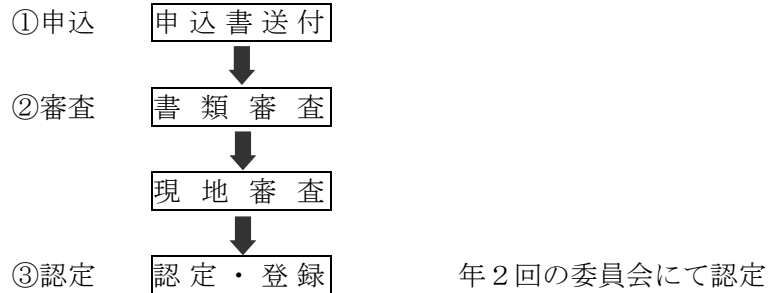 ①申込 申込書送付
②審査 書類審査
現地審査
③認定 認定・登録 年２回の委員会にて認定